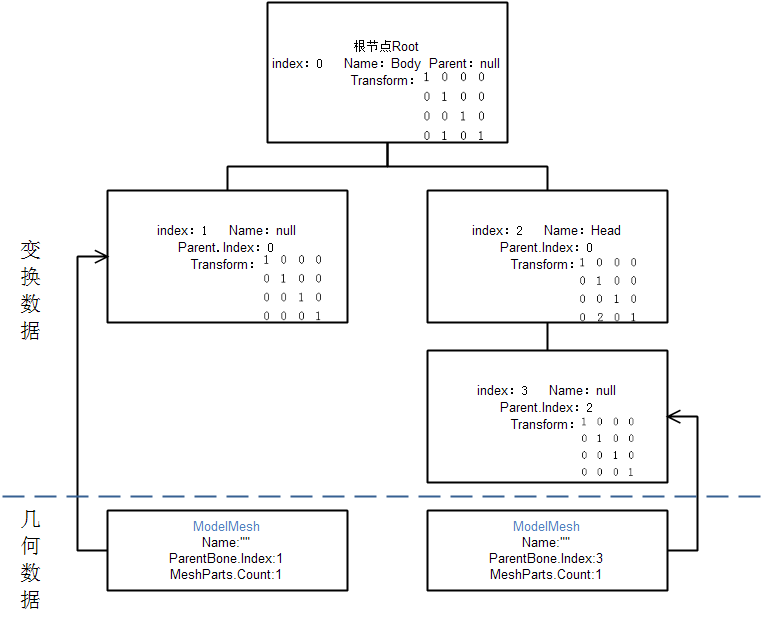 根节点Root
index：0 Name：Body Parent：null
Transform：1 0 0 0
0 1 0 0
0 0 1 0
0 1 0 1
变换数据
index：1 Name：null
Parent.Index：0
Transform：1 0 0 0
0 1 0 0
0 0 1 0
0 0 0 1
index：2 Name：Head
Parent.Index：0
Transform：1 0 0 0
0 1 0 0
0 0 1 0
0 2 0 1
index：3 Name：null
Parent.Index：2
Transform：1 0 0 0
0 1 0 0
0 0 1 0
0 0 0 1
几何数据
ModelMesh
Name:""
ParentBone.Index:1
MeshParts.Count:1
ModelMesh
Name:""
ParentBone.Index:3
MeshParts.Count:1